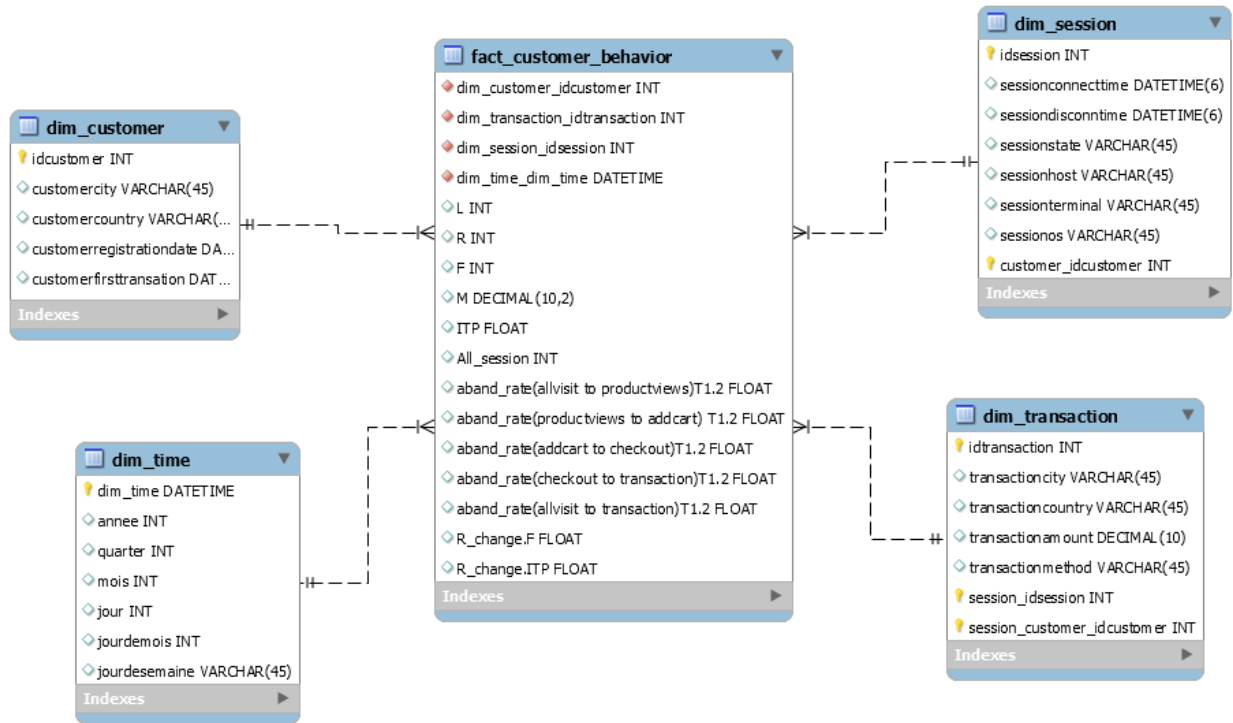 dim_customer
idcustomer INT
customercity VARCHAR(45)
customercountry VARCHAR(...
customerregistrationdate DA...
customerfirsttransation DAT...
Indexes
dim_time
dim_time DATETIME
annee INT
quarter INT
mois INT
jour INT
jourdemois INT
jourdesemaine VARCHAR(45)
Indexes
fact_customer_behavior
dim_customer_idcustomer INT
dim_transaction_idtransaction INT
dim_session_idsession INT
dim_time_dim_time DATETIME
L INT
R INT
F INT
M DECIMAL(10,2)
ITP FLOAT
All_session INT
aband_rate(allvisit to productviews)T1.2 FLOAT
aband_rate(productviews to addcart) T1.2 FLOAT
aband_rate(addcart to checkout)T1.2 FLOAT
aband_rate(checkout to transaction)T1.2 FLOAT
aband_rate(allvisit to transaction)T1.2 FLOAT
R_change.F FLOAT
R_change.ITP FLOAT
Indexes
dim_session
idsession INT
sessionconnecttime DATETIME(6)
sessiondisconntime DATETIME(6)
sessionstate VARCHAR(45)
sessionhost VARCHAR(45)
sessionterminal VARCHAR(45)
sessionos VARCHAR(45)
customer_idcustomer INT
Indexes
dim_transaction
idtransaction INT
transactioncity VARCHAR(45)
transactioncountry VARCHAR(45)
transactionamount DECIMAL(10)
transactionmethod VARCHAR(45)
session_idsession INT
session_customer_idcustomer INT
Indexes